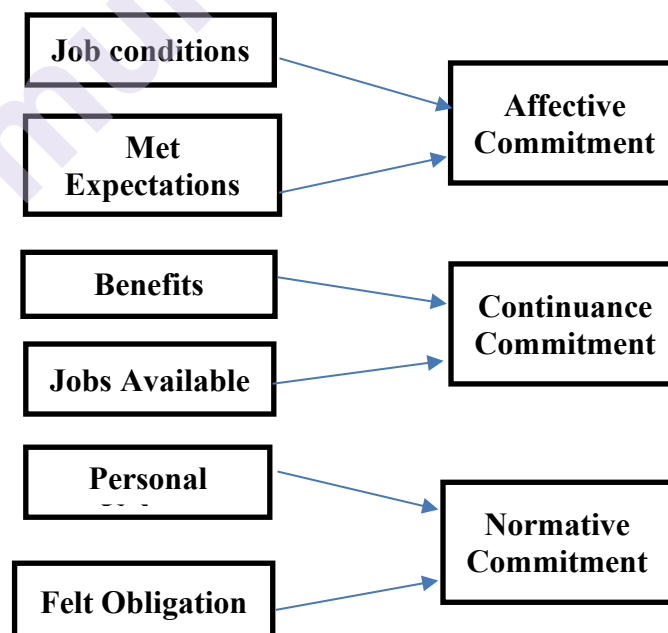 Job conditions
Met
Expectations
Affective
Commitment
Benefits
Jobs Available
Continuance
Commitment
Personal
Felt Obligation
Normative
Commitment